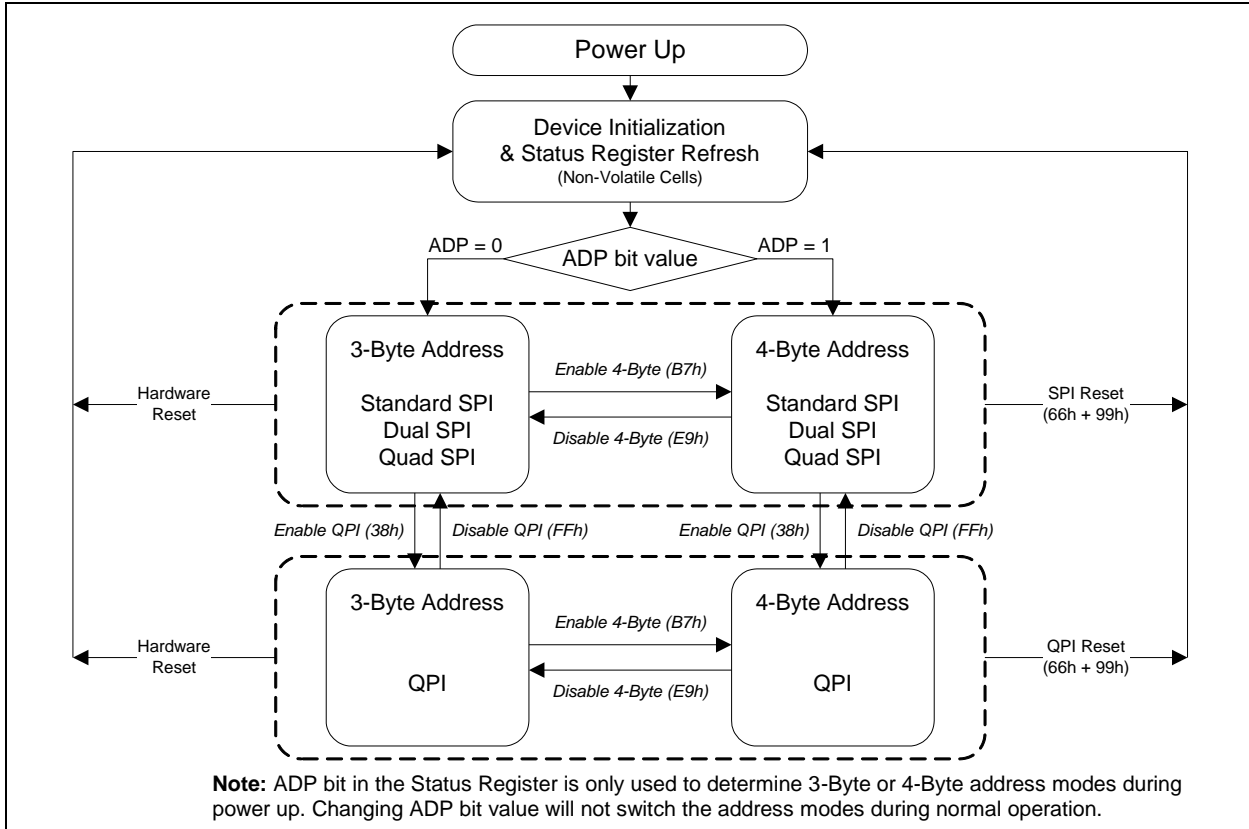 Power Up
Device Initialization
& Status Register Refresh
(Non-Volatile Cells)
ADP = 0
ADP bit value
ADP = 1
3-Byte Address
Standard SPI
Dual SPI
Quad SPI
Enable 4-Byte (B7h)
Disable 4-Byte (E9h)
4-Byte Address
Standard SPI
Dual SPI
Quad SPI
Hardware
Reset
SPI Reset
(66h + 99h)
Enable QPI (38h)
Disable QPI (FFh)
Enable QPI (38h)
Disable QPI (FFh)
3-Byte Address
QPI
Enable 4-Byte (B7h)
Disable 4-Byte (E9h)
4-Byte Address
QPI
Hardware
Reset
QPI Reset
(66h + 99h)
Note: ADP bit in the Status Register is only used to determine 3-Byte or 4-Byte address modes during
power up. Changing ADP bit value will not switch the address modes during normal operation.